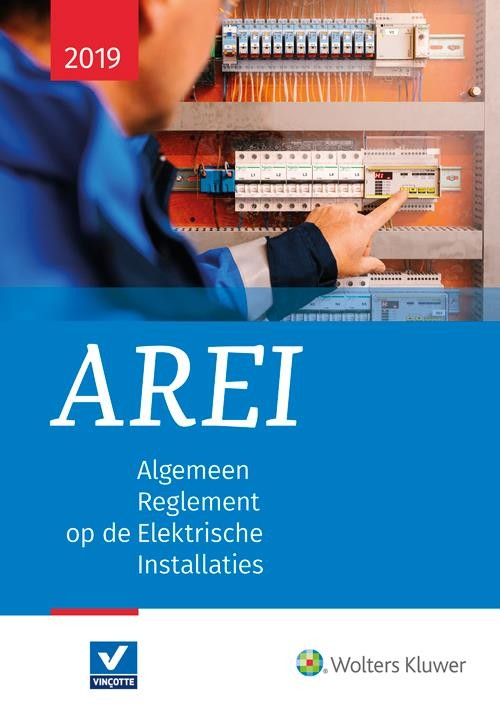 2019
AREI
Algemeen
Reglement
op de Elektrische
Installaties
VINÇOTTE
Wolters Kluwer